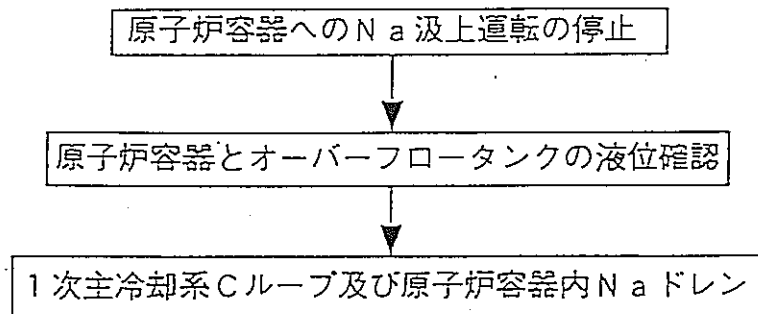 原子炉容器へのＮａ汲上運転の停止
原子炉容器とオーバーフロータンクの液位確認
１次主冷却系Ｃループ及び原子炉容器内Ｎａドレン